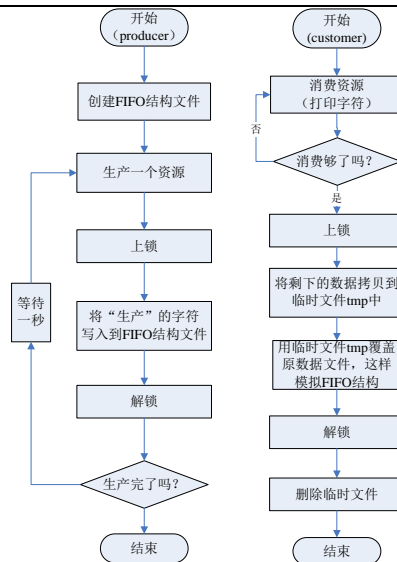 开始
（producer）
创建FIFO结构文件
生产一个资源
上锁
等待
一秒
将“生产”的字符
写入到FIFO结构文件
解锁
生产完了吗？
结束
开始
(customer)
消费资源
（打印字符）
否
消费够了吗？
是
上锁
将剩下的数据拷贝到
临时文件tmp中
用临时文件tmp覆盖
原数据文件，这样
模拟FIFO结构
解锁
删除临时文件
结束